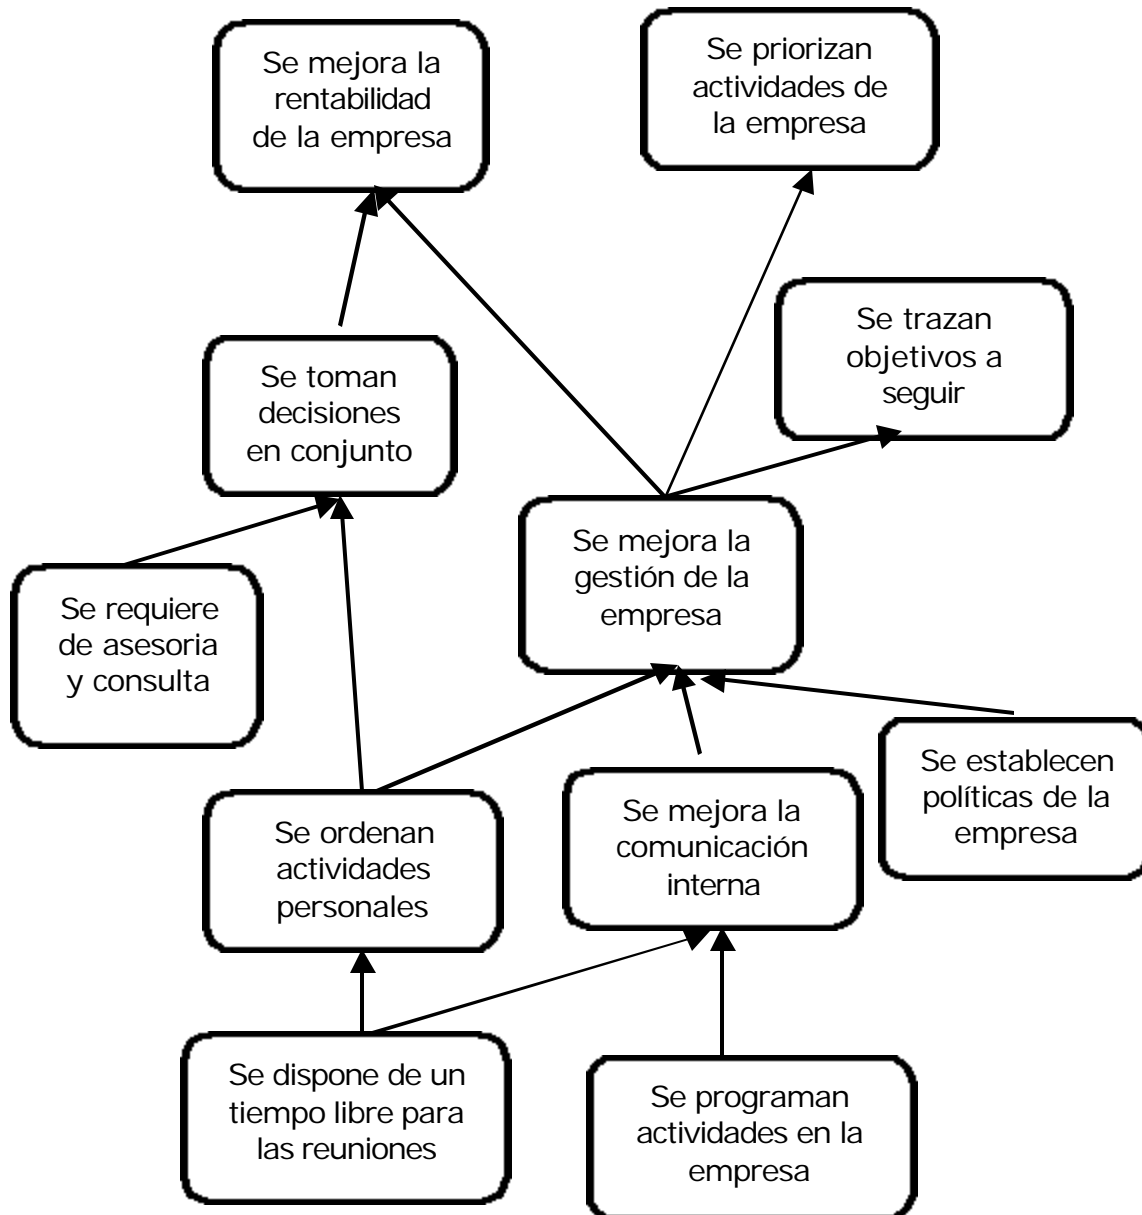 Se mejora la
rentabilidad
de la empresa
Se priorizan
actividades de
la empresa
Se trazan
objetivos a
seguir
Se toman
decisiones
en conjunto
Se mejora la
gestión de la
empresa
Se requiere
de asesoria
y consulta
Se establecen
políticas de la
empresa
Se ordenan
actividades
personales
Se mejora la
comunicación
interna
Se dispone de un
tiempo libre para
las reuniones
Se programan
actividades en la
empresa